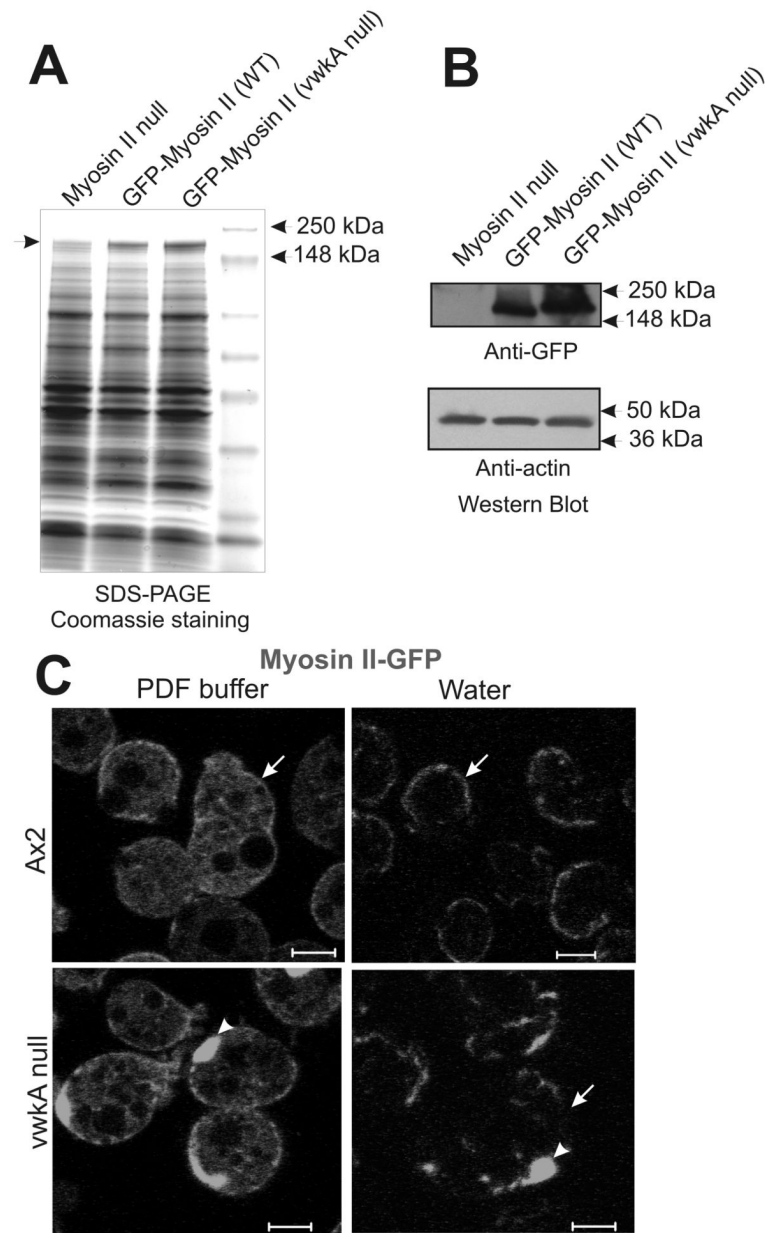 A
Myosin II null
GFP-Myosin II (WT)
GFP-Myosin II (vwkA null)
250 kDa
148 kDa
SDS-PAGE
Coomassie staining
B
Myosin II null
GFP-Myosin II (WT)
GFP-Myosin II (vwkA null)
250 kDa
148 kDa
Anti-GFP
50 kDa
36 kDa
Anti-actin
Western Blot
C
Myosin II-GFP
PDF buffer
Water
Ax2
vwkA null